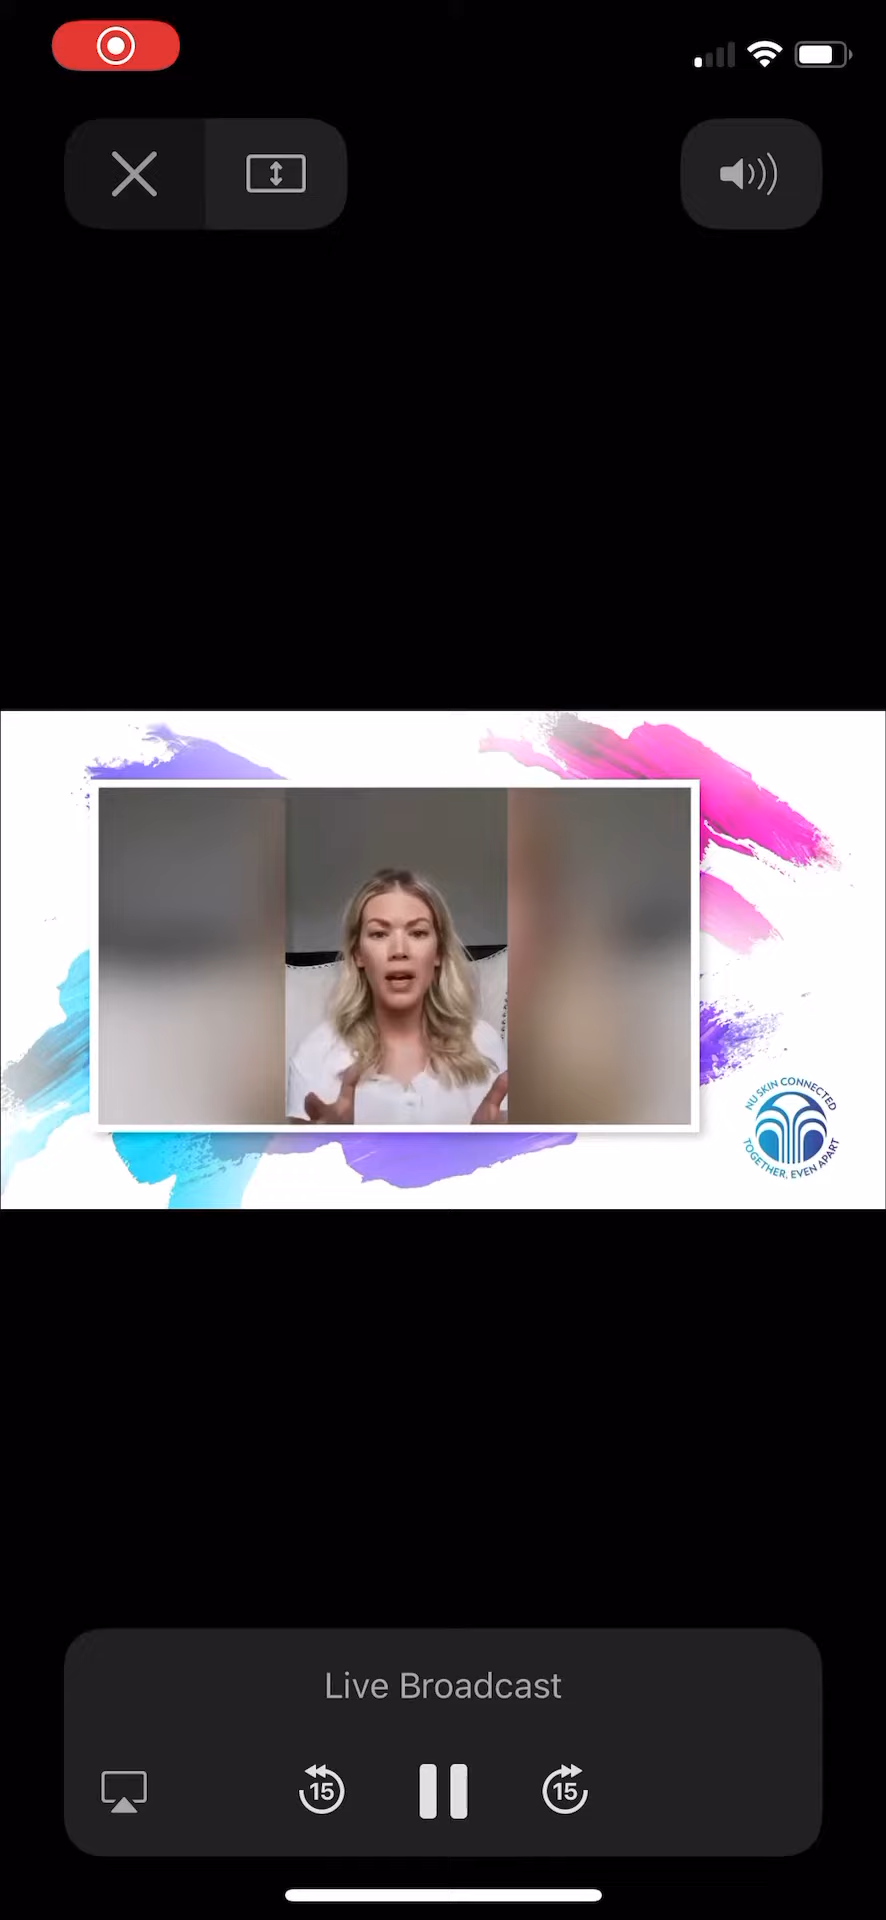 NU SKIN CONNECTED
TOGETHER, EVEN APART
Live Broadcast
15
15